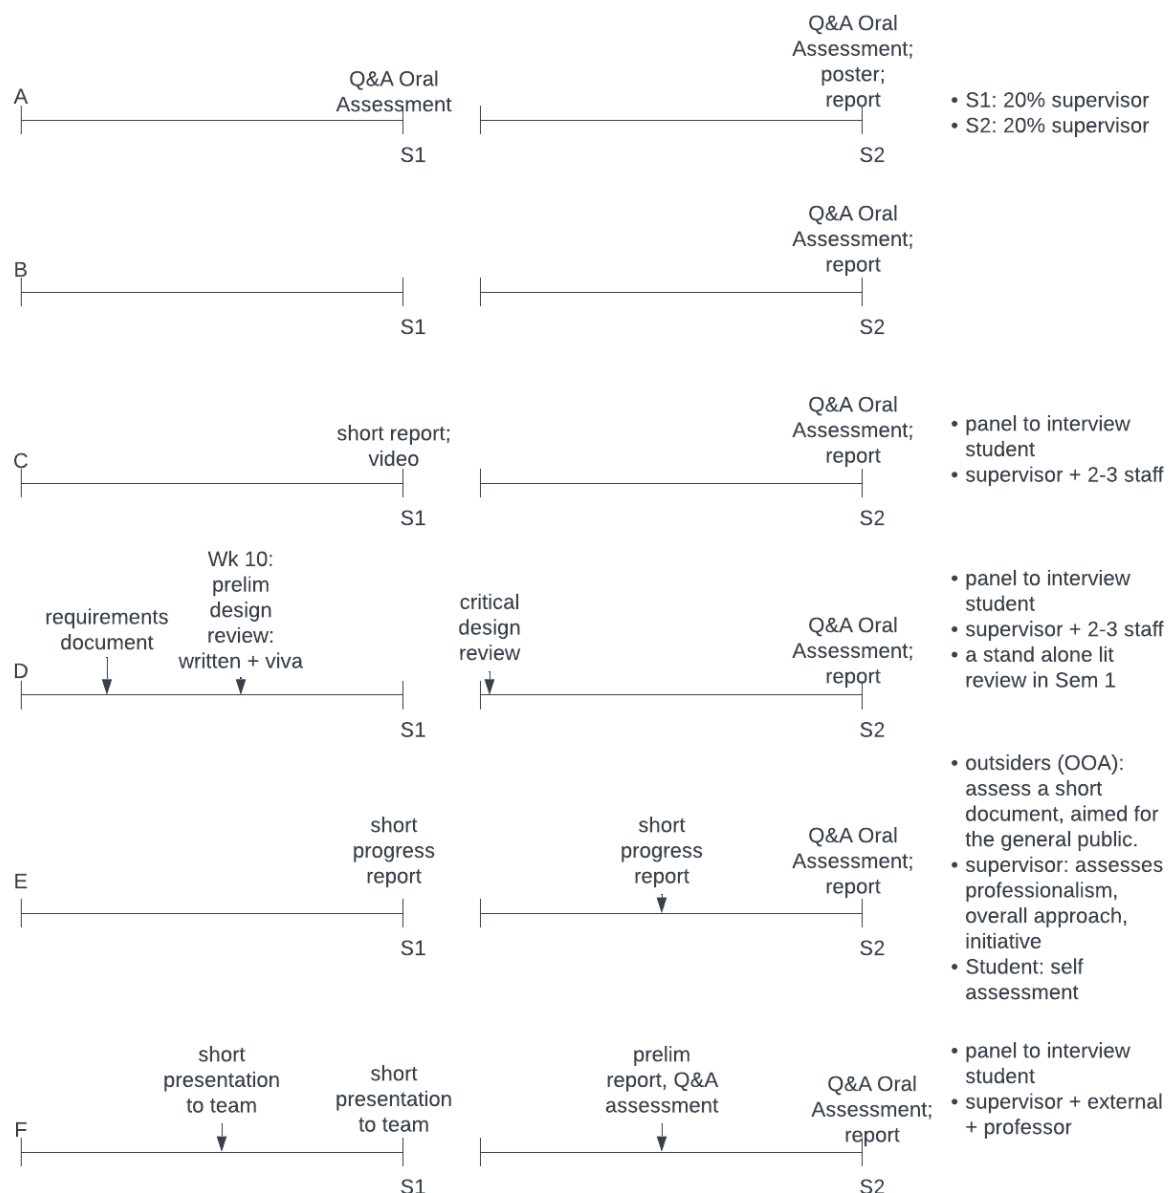 A
Q&A Oral
Assessment
S1
Q&A Oral
Assessment;
poster;
report
S2
• S1: 20% supervisor
• S2: 20% supervisor
B
S1
Q&A Oral
Assessment;
report
S2
C
short report;
video
S1
Q&A Oral
Assessment;
report
S2
• panel to interview
student
• supervisor + 2-3 staff
D
requirements
document
Wk 10:
prelim
design
review:
written + viva
S1
critical
design
review
Q&A Oral
Assessment;
report
S2
• panel to interview
student
• supervisor + 2-3 staff
• a stand alone lit
review in Sem 1
E
short
progress
report
S1
short
progress
report
Q&A Oral
Assessment;
report
S2
• outsiders (OOA):
assess a short
document, aimed for
the general public.
• supervisor: assesses
professionalism,
overall approach,
initiative
• Student: self
assessment
F
short
presentation
to team
short
presentation
to team
S1
prelim
report, Q&A
assessment
Q&A Oral
Assessment;
report
S2
• panel to interview
student
• supervisor + external
+ professor